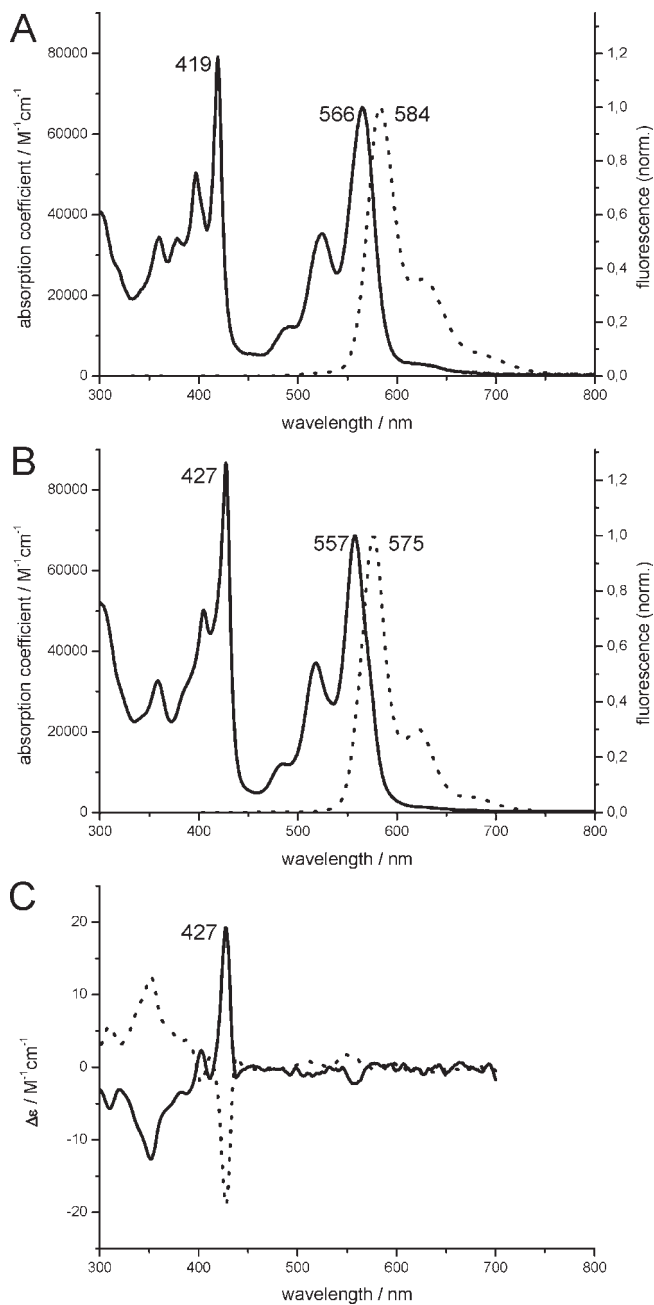 A
419
566
584
80000
60000
40000
20000
0
absorption coefficient / M⁻¹cm⁻¹
1,2
1,0
0,8
0,6
0,4
0,2
0,0
fluorescence (norm.)
300 400 500 600 700 800
wavelength / nm
B
427
557
575
80000
60000
40000
20000
0
absorption coefficient / M⁻¹cm⁻¹
1,2
1,0
0,8
0,6
0,4
0,2
0,0
fluorescence (norm.)
300 400 500 600 700 800
wavelength / nm
C
427
20
10
0
-10
-20
Δε / M⁻¹cm⁻¹
300 400 500 600 700 800
wavelength / nm